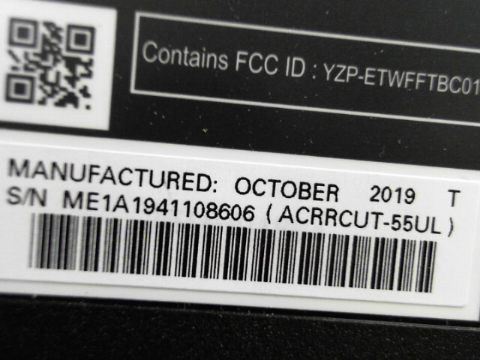 Contains FCC ID : YZP-ETWFFTBC01
MANUFACTURED: OCTOBER 2019 T
S/N ME1A1941108606 ( ACRRCUT-55UL )